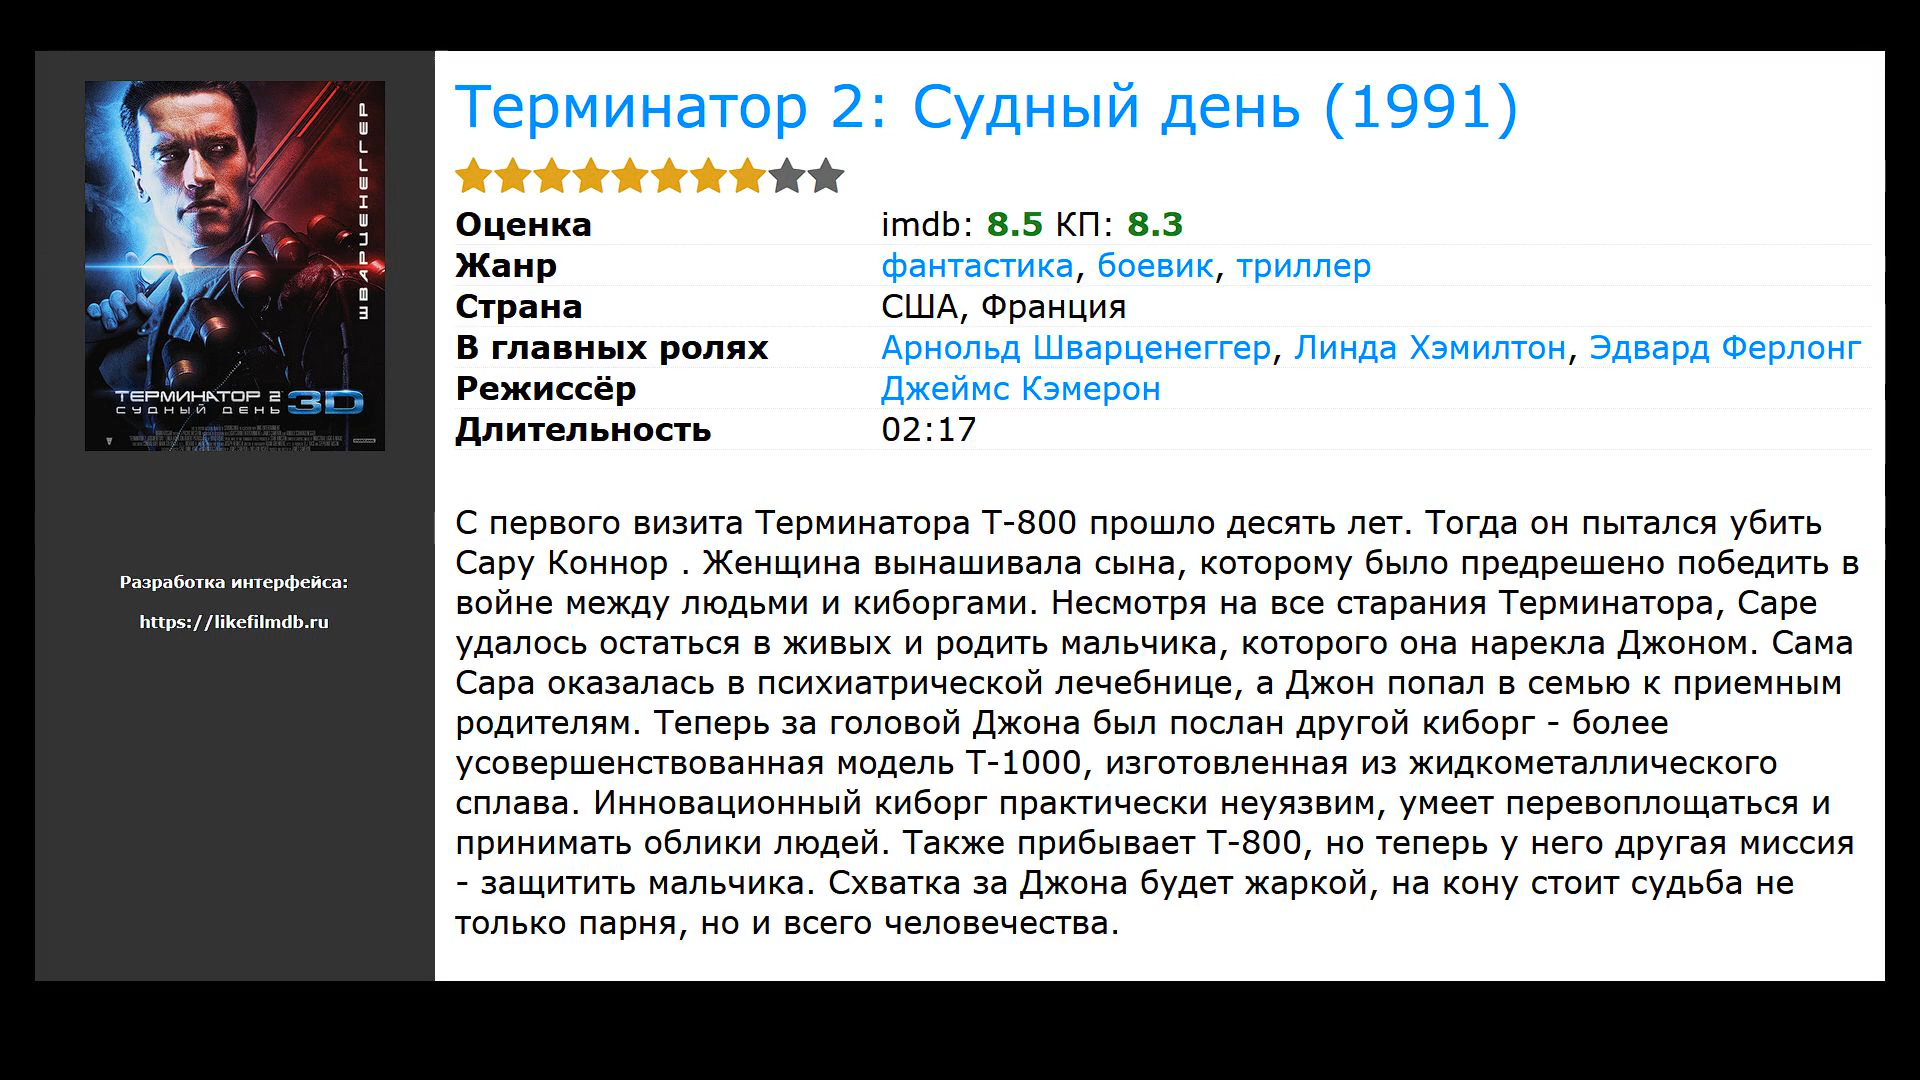 ШВАРЦЕНЕГГЕР
ТЕРМИНАТОР 2
СУДНЫЙ ДЕНЬ 3D
Разработка интерфейса:
https://likefilmdb.ru
Терминатор 2: Судный день (1991)
Оценка imdb: 8.5 КП: 8.3
Жанр фантастика, боевик, триллер
Страна США, Франция
В главных ролях Арнольд Шварценеггер, Линда Хэмилтон, Эдвард Ферлонг
Режиссёр Джеймс Кэмерон
Длительность 02:17
С первого визита Терминатора Т-800 прошло десять лет. Тогда он пытался убить
Сару Коннор . Женщина вынашивала сына, которому было предрешено победить в
войне между людьми и киборгами. Несмотря на все старания Терминатора, Саре
удалось остаться в живых и родить мальчика, которого она нарекла Джоном. Сама
Сара оказалась в психиатрической лечебнице, а Джон попал в семью к приемным
родителям. Теперь за головой Джона был послан другой киборг - более
усовершенствованная модель Т-1000, изготовленная из жидкометаллического
сплава. Инновационный киборг практически неуязвим, умеет перевоплощаться и
принимать облики людей. Также прибывает Т-800, но теперь у него другая миссия
- защитить мальчика. Схватка за Джона будет жаркой, на кону стоит судьба не
только парня, но и всего человечества.